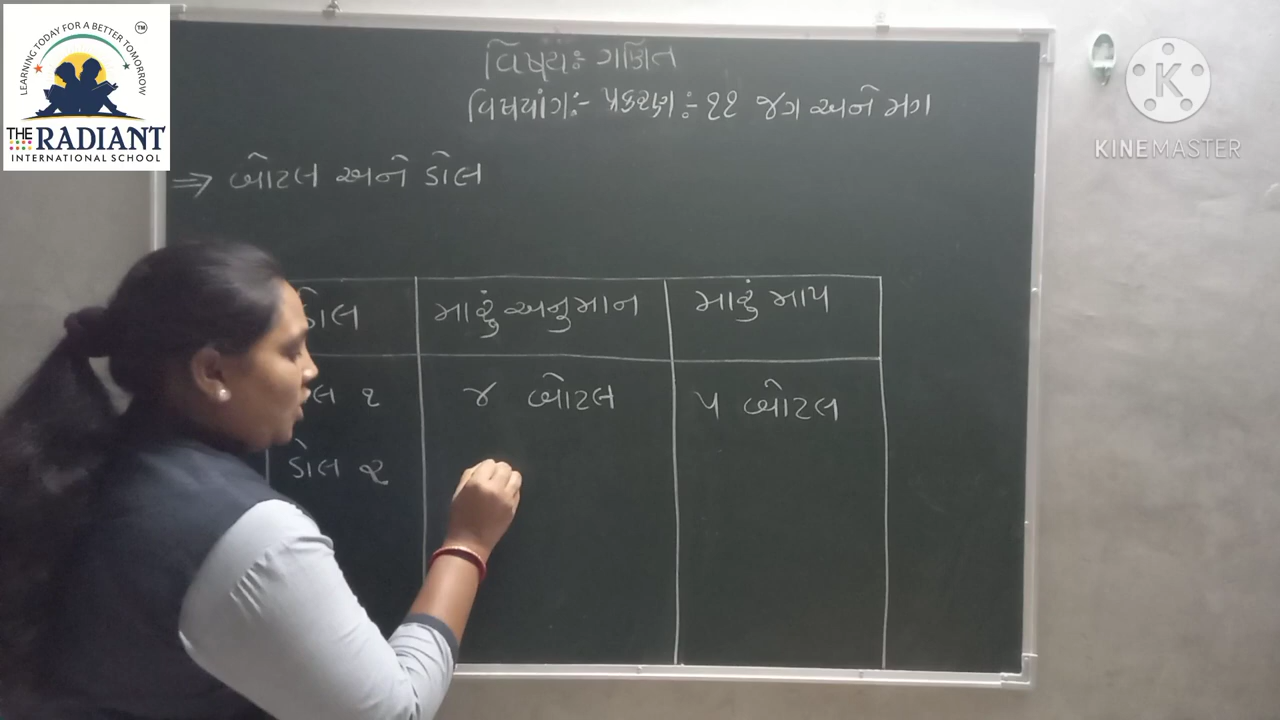 LEARNING TODAY FOR A BETTER TOMORROW
TM
THE RADIANT
INTERNATIONAL SCHOOL
KINEMASTER
વિષય:- ગણિત
વિષયાંગ:- પ્રકરણ:- ૧૧ જગ અને મગ
⇒ બોટલ અને ડોલ
ડોલ મારું અનુમાન મારું માપ
૧ ૪ બોટલ ૫ બોટલ
ડોલ ૨